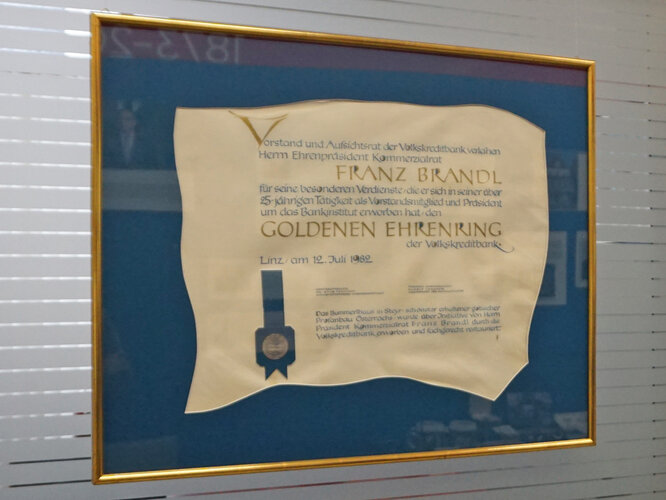 1873-2
Vorstand und Aufsichtsrat der Volkskreditbank verliehen
Herrn Ehrenpräsident Kommerzialrat
FRANZ BRANDL
für seine besonderen Verdienste, die er sich in seiner über
25-jährigen Tätigkeit als Vorstandsmitglied und Präsident
um das Bankinstitut erworben hat, den
GOLDENEN EHRENRING
der Volkskreditbank.
Linz, am 12. Juli 1982
Das Bummerlhaus in Steyr, schönster erhaltener gotischer
Profanbau Österreichs, wurde über Initiative von Herrn
Präsident Kommerzialrat Franz Brandl durch die
Volkskreditbank erworben und fachgerecht restauriert.